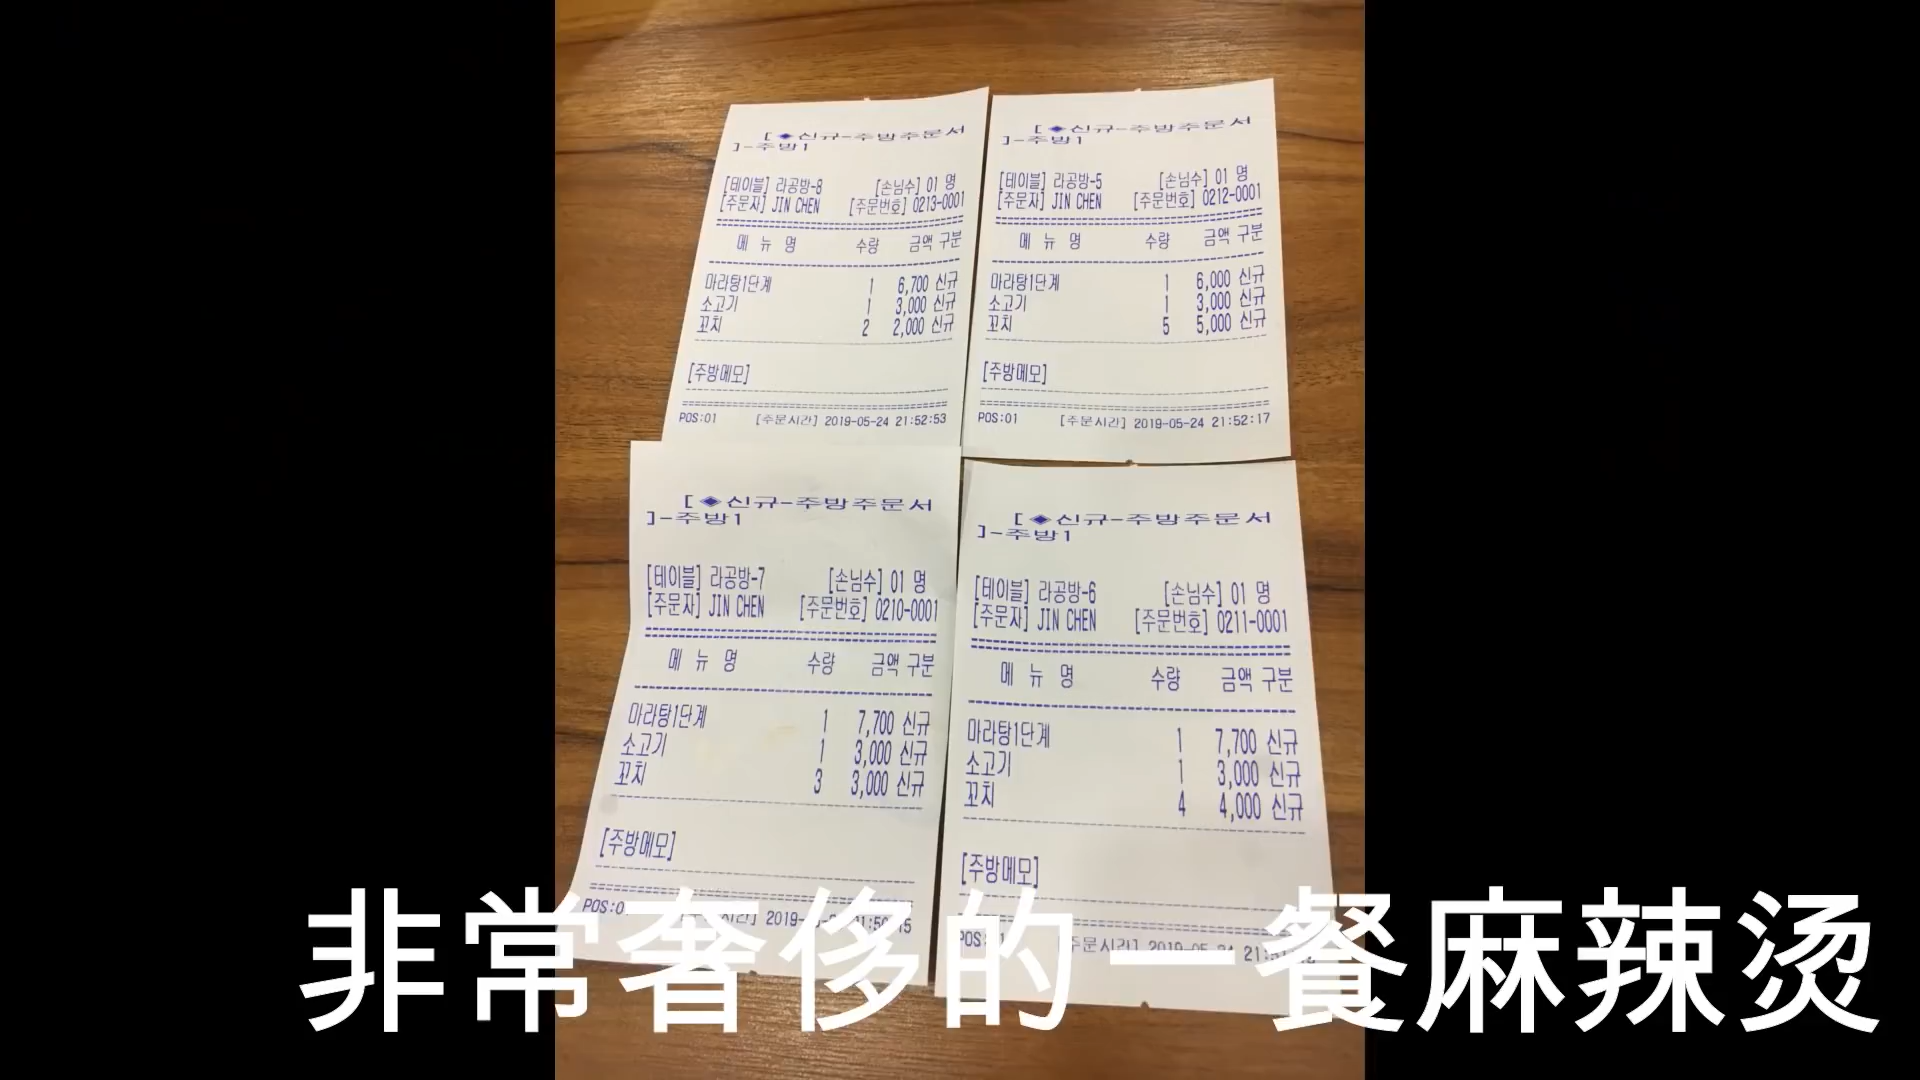 [◈신규-주방주문서
]-주방1
[테이블] 라공방-8 [손님수] 01 명
[주문자] JIN CHEN [주문번호] 0213-0001
메 뉴 명 수량 금액 구분
마라탕1단계 1 6,700 신규
소고기 1 3,000 신규
꼬치 2 2,000 신규
[주방메모]
POS:01 [주문시간] 2019-05-24 21:52:53
[◈신규-주방주문서
]-주방1
[테이블] 라공방-5 [손님수] 01 명
[주문자] JIN CHEN [주문번호] 0212-0001
메 뉴 명 수량 금액 구분
마라탕1단계 1 6,000 신규
소고기 1 3,000 신규
꼬치 5 5,000 신규
[주방메모]
POS:01 [주문시간] 2019-05-24 21:52:17
[◈신규-주방주문서
]-주방1
[테이블] 라공방-7 [손님수] 01 명
[주문자] JIN CHEN [주문번호] 0210-0001
메 뉴 명 수량 금액 구분
마라탕1단계 1 7,700 신규
소고기 1 3,000 신규
꼬치 3 3,000 신규
[주방메모]
[◈신규-주방주문서
]-주방1
[테이블] 라공방-6 [손님수] 01 명
[주문자] JIN CHEN [주문번호] 0211-0001
메 뉴 명 수량 금액 구분
마라탕1단계 1 7,700 신규
소고기 1 3,000 신규
꼬치 4 4,000 신규
[주방메모]
非常奢侈的一餐麻辣烫